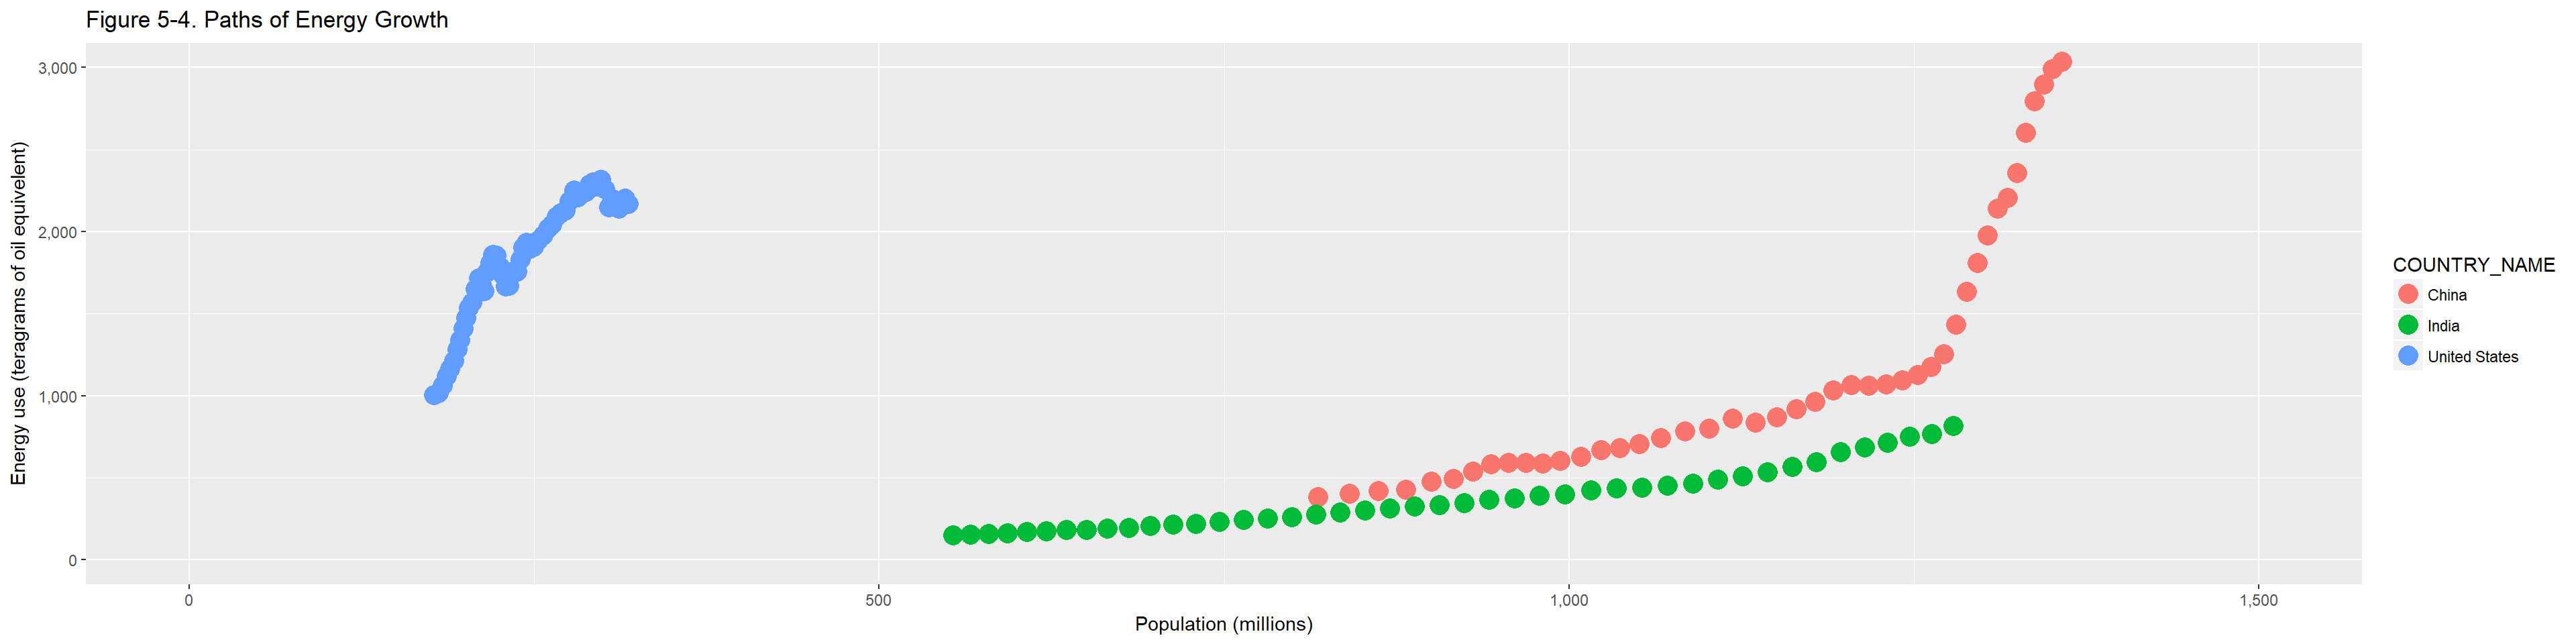 Figure 5-4. Paths of Energy Growth
3,000
2,000
1,000
0
Energy use (teragrams of oil equivelent)
0
500
1,000
1,500
Population (millions)
COUNTRY_NAME
China
India
United States